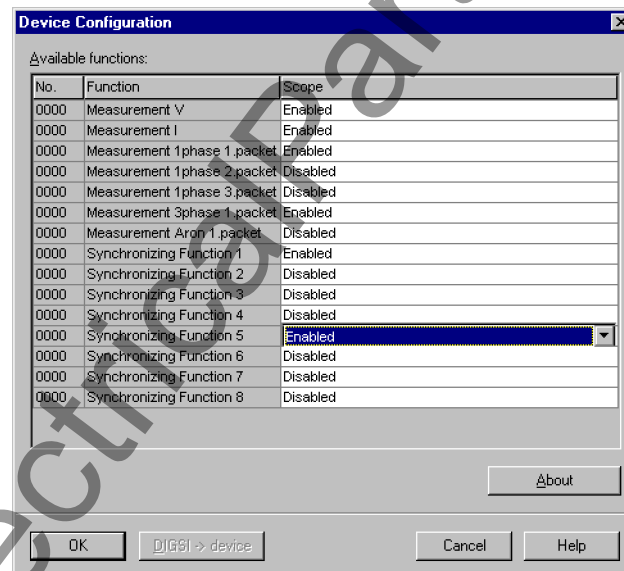 Device Configuration
Available functions:
No. Function Scope
0000 Measurement V Enabled
0000 Measurement I Enabled
0000 Measurement 1phase 1.packet Enabled
0000 Measurement 1phase 2.packet Disabled
0000 Measurement 1phase 3.packet Disabled
0000 Measurement 3phase 1.packet Enabled
0000 Measurement Aron 1.packet Disabled
0000 Synchronizing Function 1 Enabled
0000 Synchronizing Function 2 Disabled
0000 Synchronizing Function 3 Disabled
0000 Synchronizing Function 4 Disabled
0000 Synchronizing Function 5 Enabled
0000 Synchronizing Function 6 Disabled
0000 Synchronizing Function 7 Disabled
0000 Synchronizing Function 8 Disabled
About
OK DIGSI -> device Cancel Help
ectricalPar